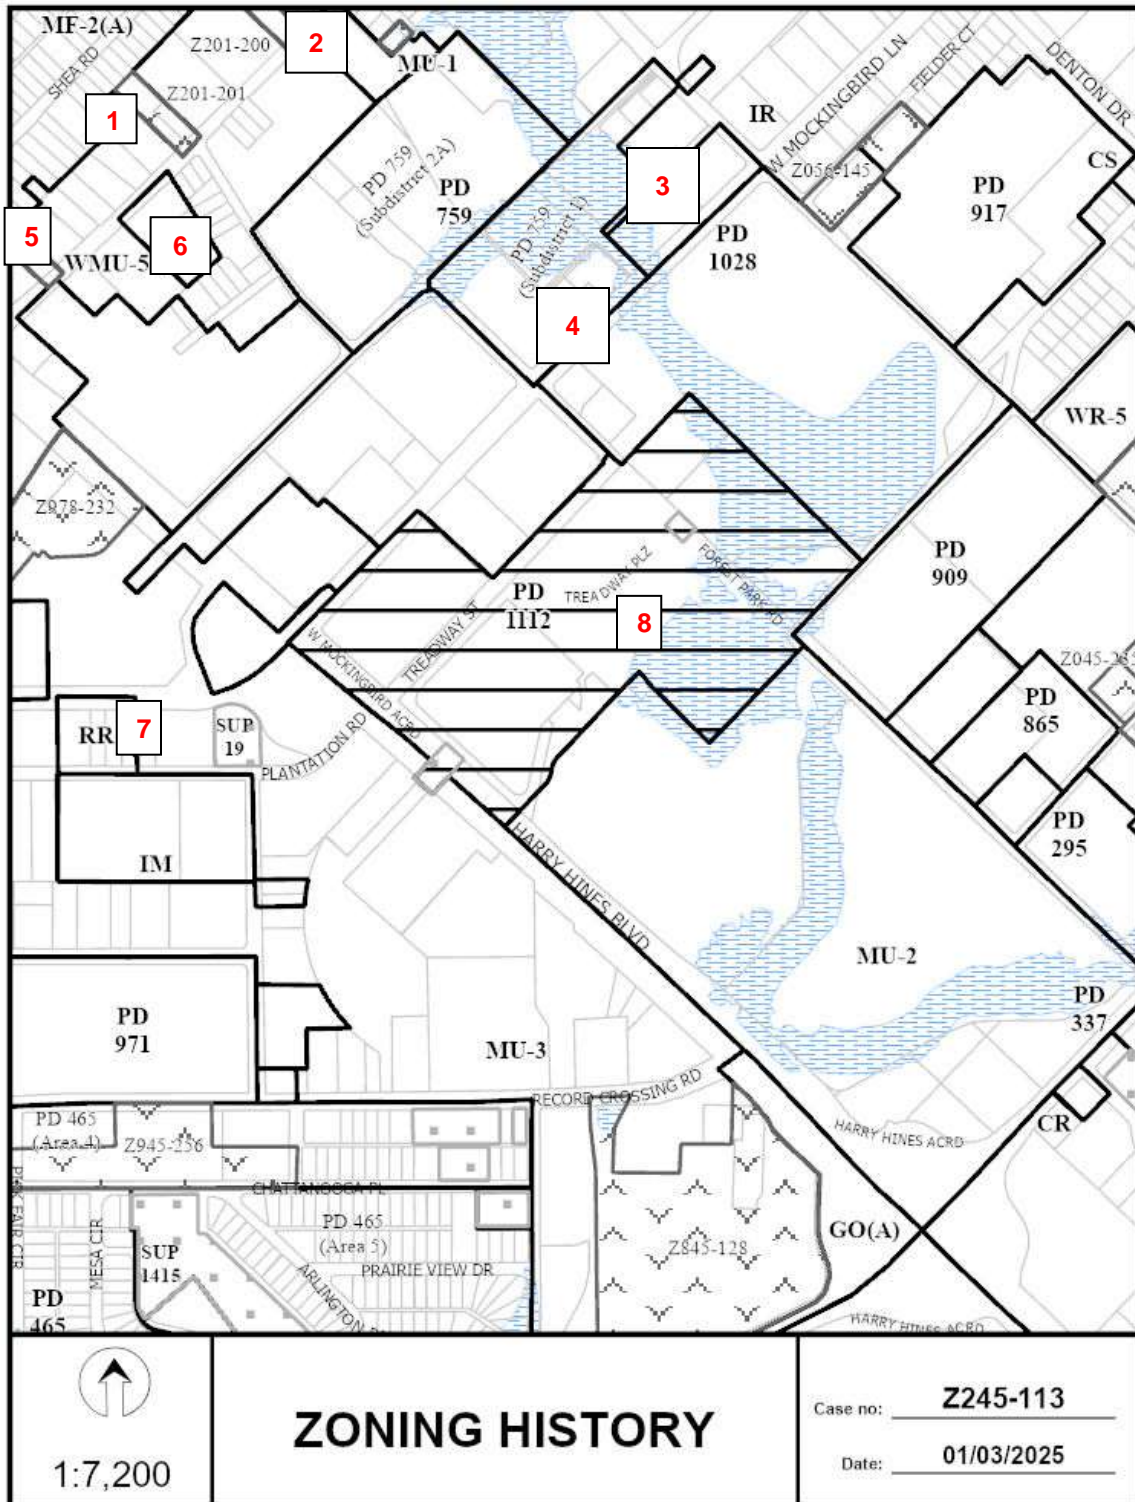 MF-2(A)
Z201-200
2
MU-1
SHEA RD
Z201-201
1
IR
W MOCKINGBIRD LN
FIELDER CT
DENTON DR
CS
Z056-145
PD 759
(Subdistrict 2A)
PD
759
3
PD
917
5
WMU-5
6
PD 759
(Subdistrict 1)
PD
1028
4
WR-5
Z978-232
PD
909
TREADWAY PLZ
FOREST PARK RD
PD
1112
8
TREADWAY ST
W MOCKINGBIRD ACRD
PD
865
RR
7
SUP
19
PLANTATION RD
PD
295
IM
HARRY HINES BLVD
MU-2
PD
337
PD
971
MU-3
RECORD CROSSING RD
CR
HARRY HINES ACRD
PD 465
(Area 4)
Z945-256
CHATTANOOGA PL
PD 465
(Area 5)
MESA CIR
SUP
1415
PRAIRIE VIEW DR
ARLINGTON
Z845-128
GO(A)
PD
465
HARRY HINES ACRD
1:7,200
ZONING HISTORY
Case no: Z245-113
Date: 01/03/2025